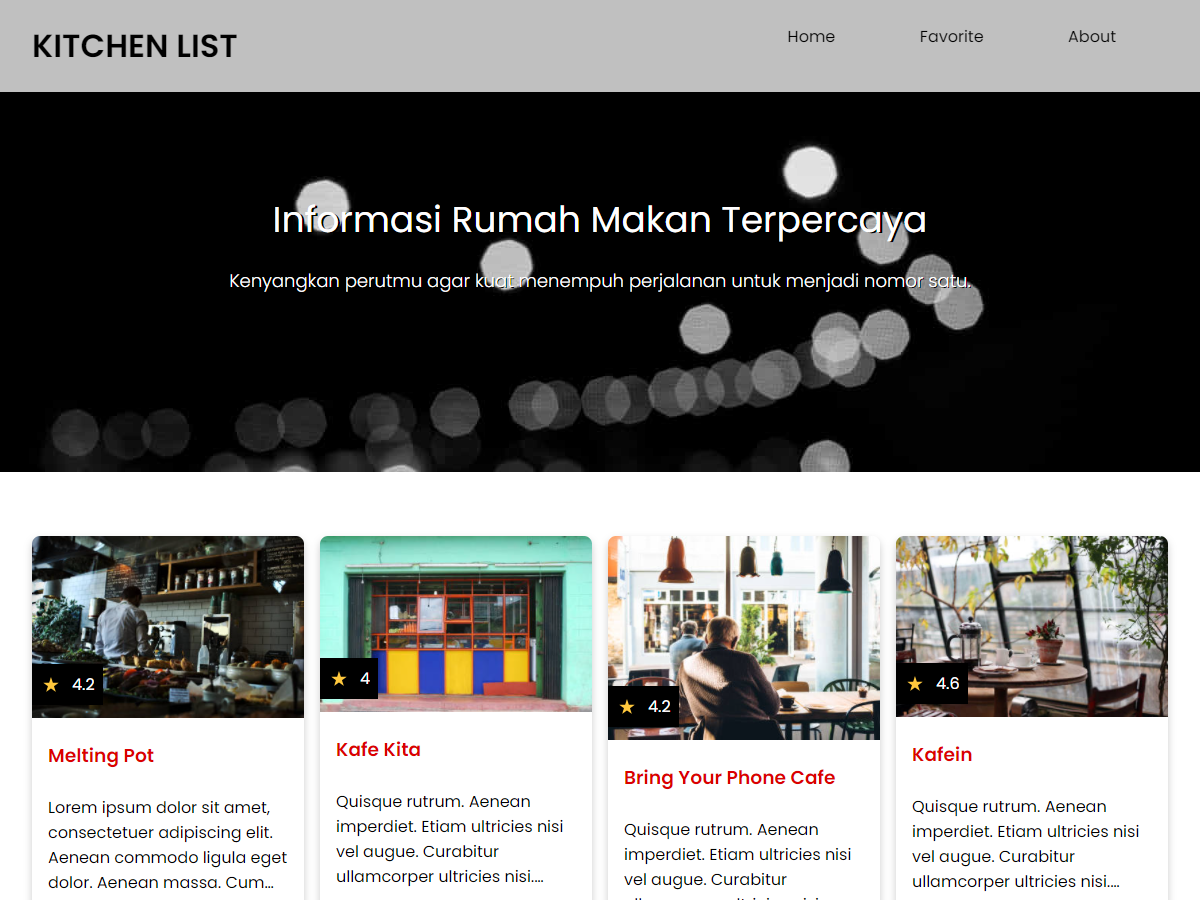 KITCHEN LIST
Home
Favorite
About
Informasi Rumah Makan Terpercaya
Kenyangkan perutmu agar kuat menempuh perjalanan untuk menjadi nomor satu.
4.2
Melting Pot
Lorem ipsum dolor sit amet,
consectetuer adipiscing elit.
Aenean commodo ligula eget
dolor. Aenean massa. Cum...
4
Kafe Kita
Quisque rutrum. Aenean
imperdiet. Etiam ultricies nisi
vel augue. Curabitur
ullamcorper ultricies nisi....
4.2
Bring Your Phone Cafe
Quisque rutrum. Aenean
imperdiet. Etiam ultricies nisi
vel augue. Curabitur
4.6
Kafein
Quisque rutrum. Aenean
imperdiet. Etiam ultricies nisi
vel augue. Curabitur
ullamcorper ultricies nisi....